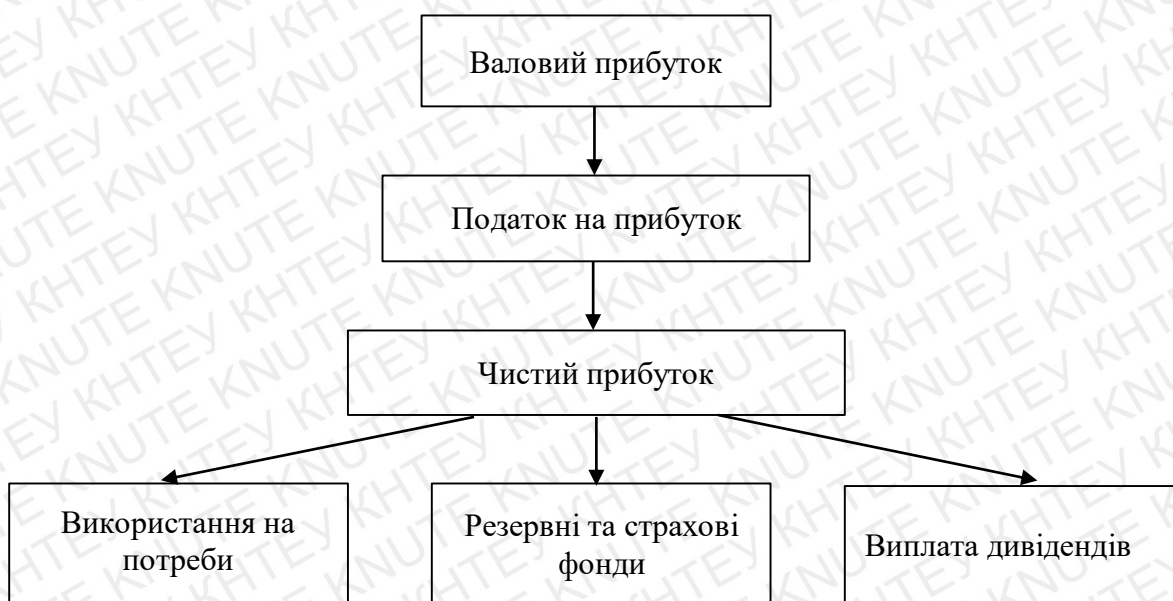 Валовий прибуток
Податок на прибуток
Чистий прибуток
Використання на
потреби
Резервні та страхові
фонди
Виплата дивідендів